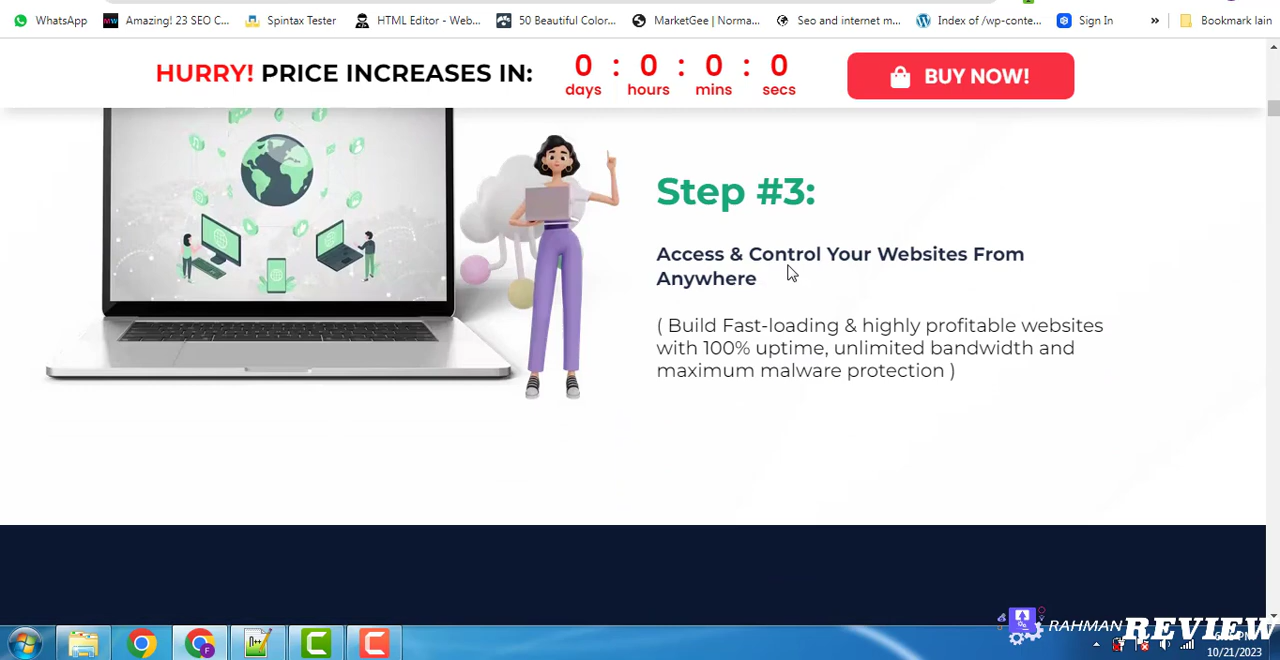 WhatsApp Amazing! 23 SEO C... Spintax Tester HTML Editor - Web... 50 Beautiful Color... MarketGee | Norma... Seo and internet m... Index of /wp-conte... Sign In » Bookmark lain
HURRY! PRICE INCREASES IN: 0 : 0 : 0 : 0 BUY NOW!
days hours mins secs
Step #3:
Access & Control Your Websites From
Anywhere
( Build Fast-loading & highly profitable websites
with 100% uptime, unlimited bandwidth and
maximum malware protection )
RAHMAN REVIEW
10/21/2023